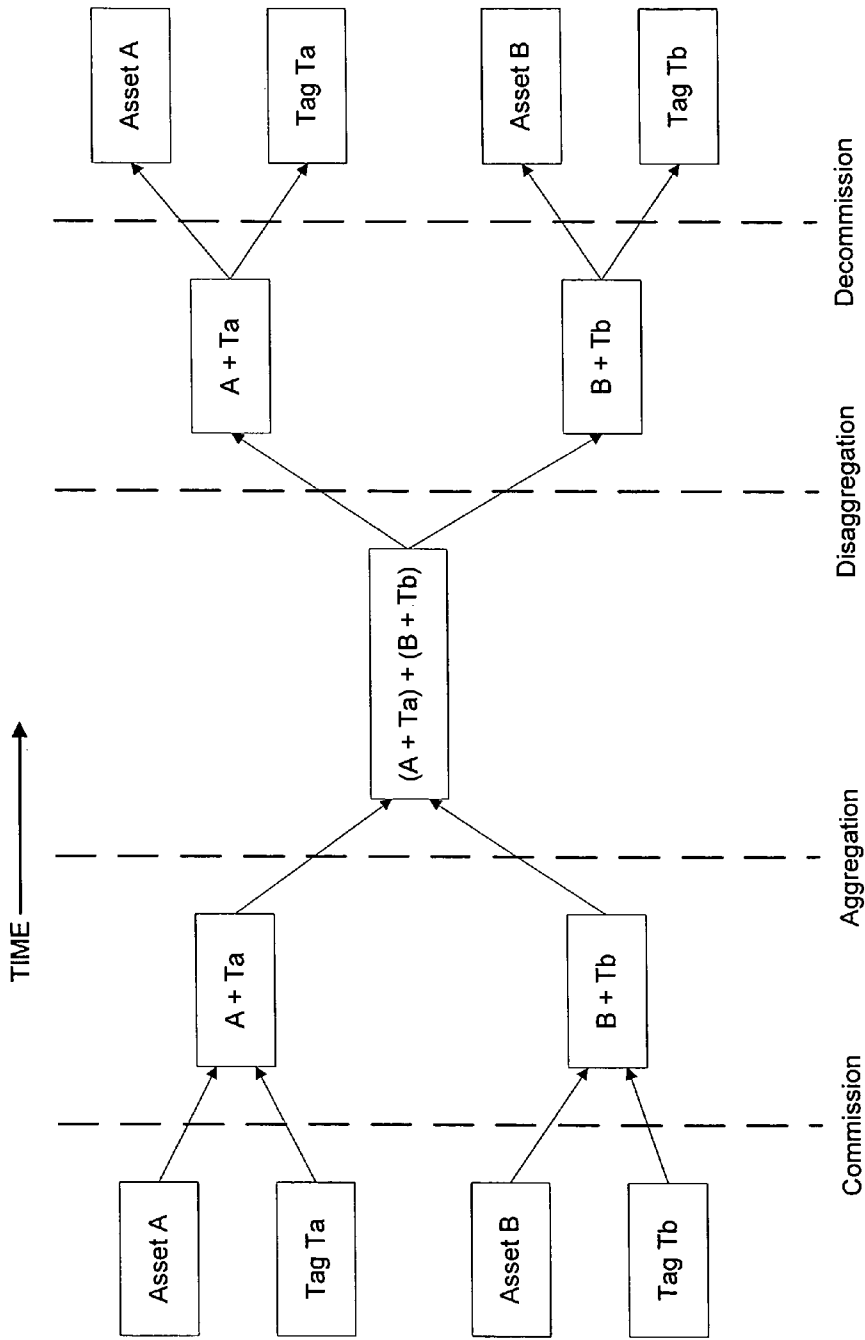 TIME
Asset A
Tag Ta
Asset B
Tag Tb
A + Ta
B + Tb
(A + Ta) + (B + Tb)
A + Ta
B + Tb
Asset A
Tag Ta
Asset B
Tag Tb
Commission
Aggregation
Disaggregation
Decommission